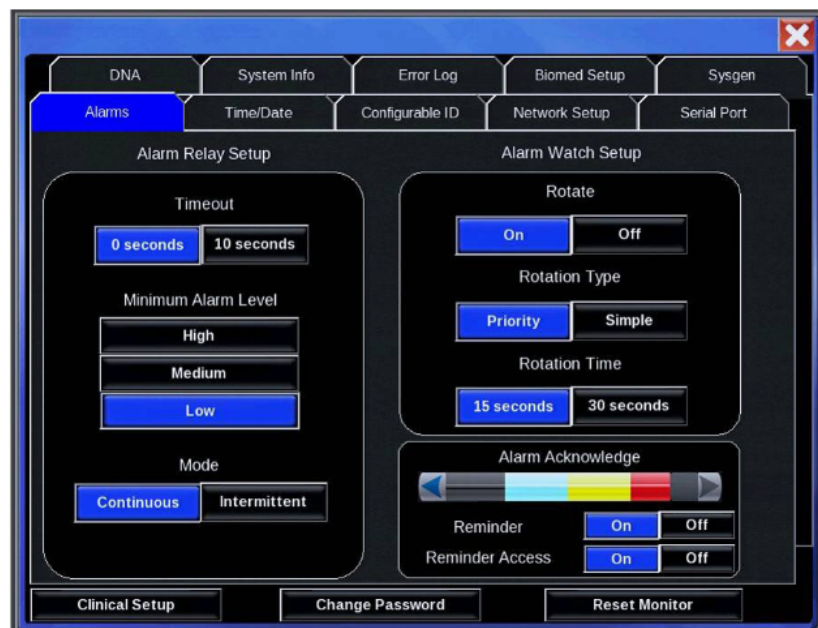 DNA System Info Error Log Biomed Setup Sysgen
Alarms Time/Date Configurable ID Network Setup Serial Port
Alarm Relay Setup
Timeout
0 seconds 10 seconds
Minimum Alarm Level
High
Medium
Low
Mode
Continuous Intermittent
Alarm Watch Setup
Rotate
On Off
Rotation Type
Priority Simple
Rotation Time
15 seconds 30 seconds
Alarm Acknowledge
Reminder On Off
Reminder Access On Off
Clinical Setup Change Password Reset Monitor